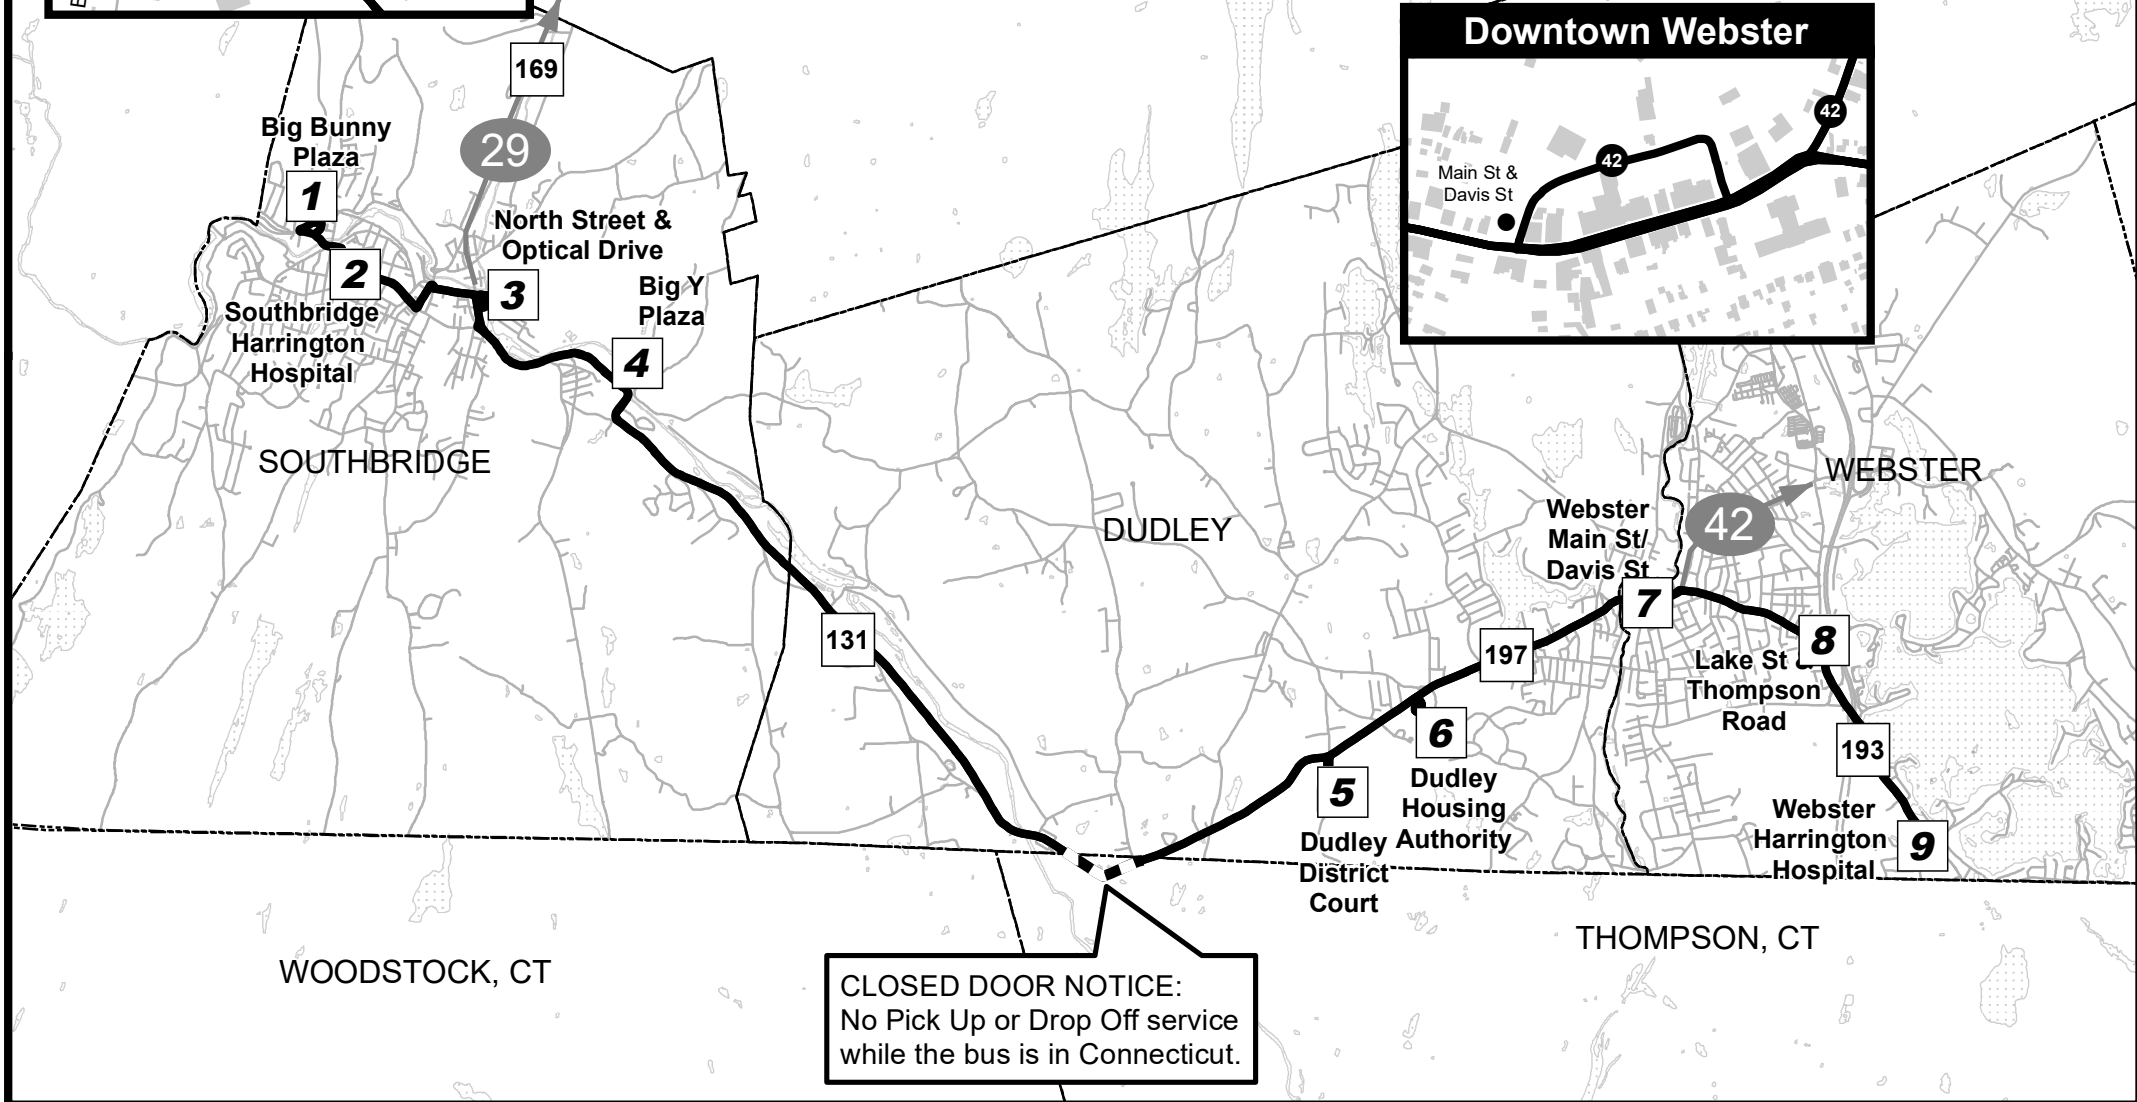 E
169
29
Big Bunny
Plaza
1
2
Southbridge
Harrington
Hospital
North Street &
Optical Drive
3
Big Y
Plaza
4
SOUTHBRIDGE
131
DUDLEY
Downtown Webster
42
42
Main St &
Davis St
WEBSTER
42
Webster
Main St/
Davis St
7
197
8
Lake St &
Thompson
Road
193
6
Dudley
Housing
Authority
5
Dudley
District
Court
Webster
Harrington
Hospital
9
WOODSTOCK, CT
THOMPSON, CT
CLOSED DOOR NOTICE:
No Pick Up or Drop Off service
while the bus is in Connecticut.